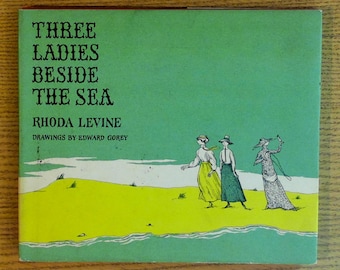 THREE
LADIES
BESIDE
THE SEA
RHODA LEVINE
DRAWINGS BY EDWARD GOREY